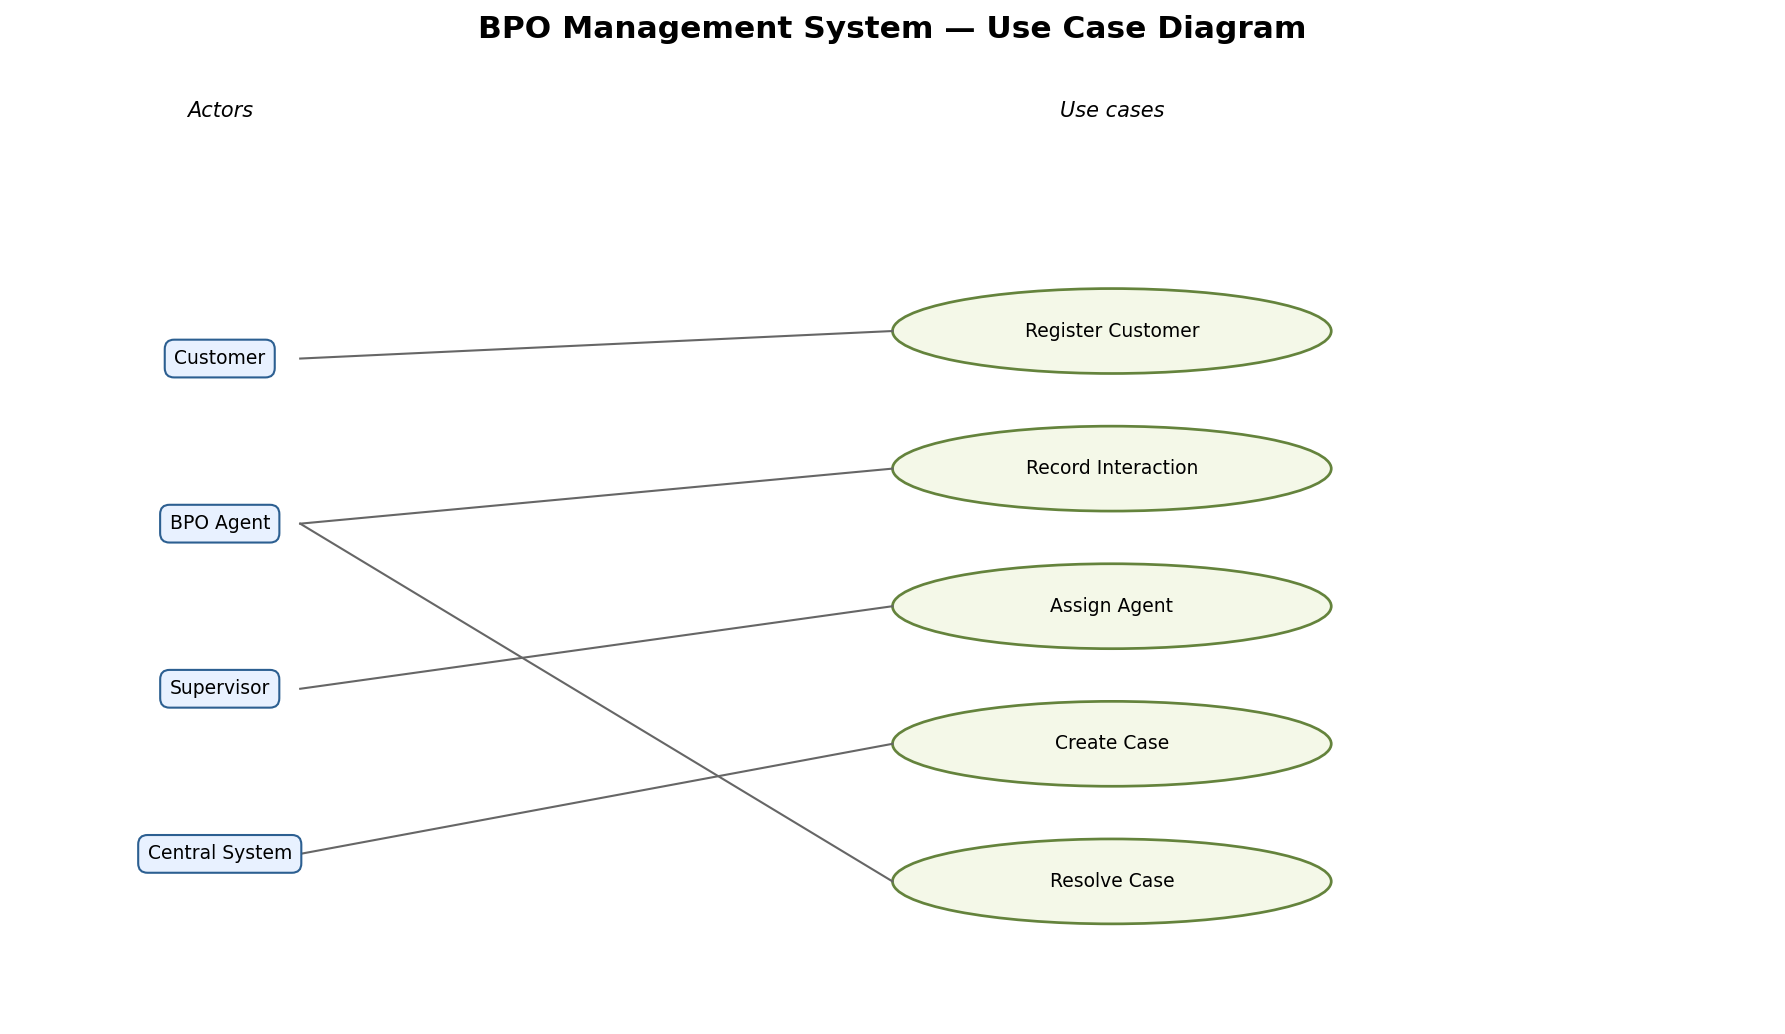 BPO Management System — Use Case Diagram
Actors
Use cases
Customer
BPO Agent
Supervisor
Central System
Register Customer
Record Interaction
Assign Agent
Create Case
Resolve Case